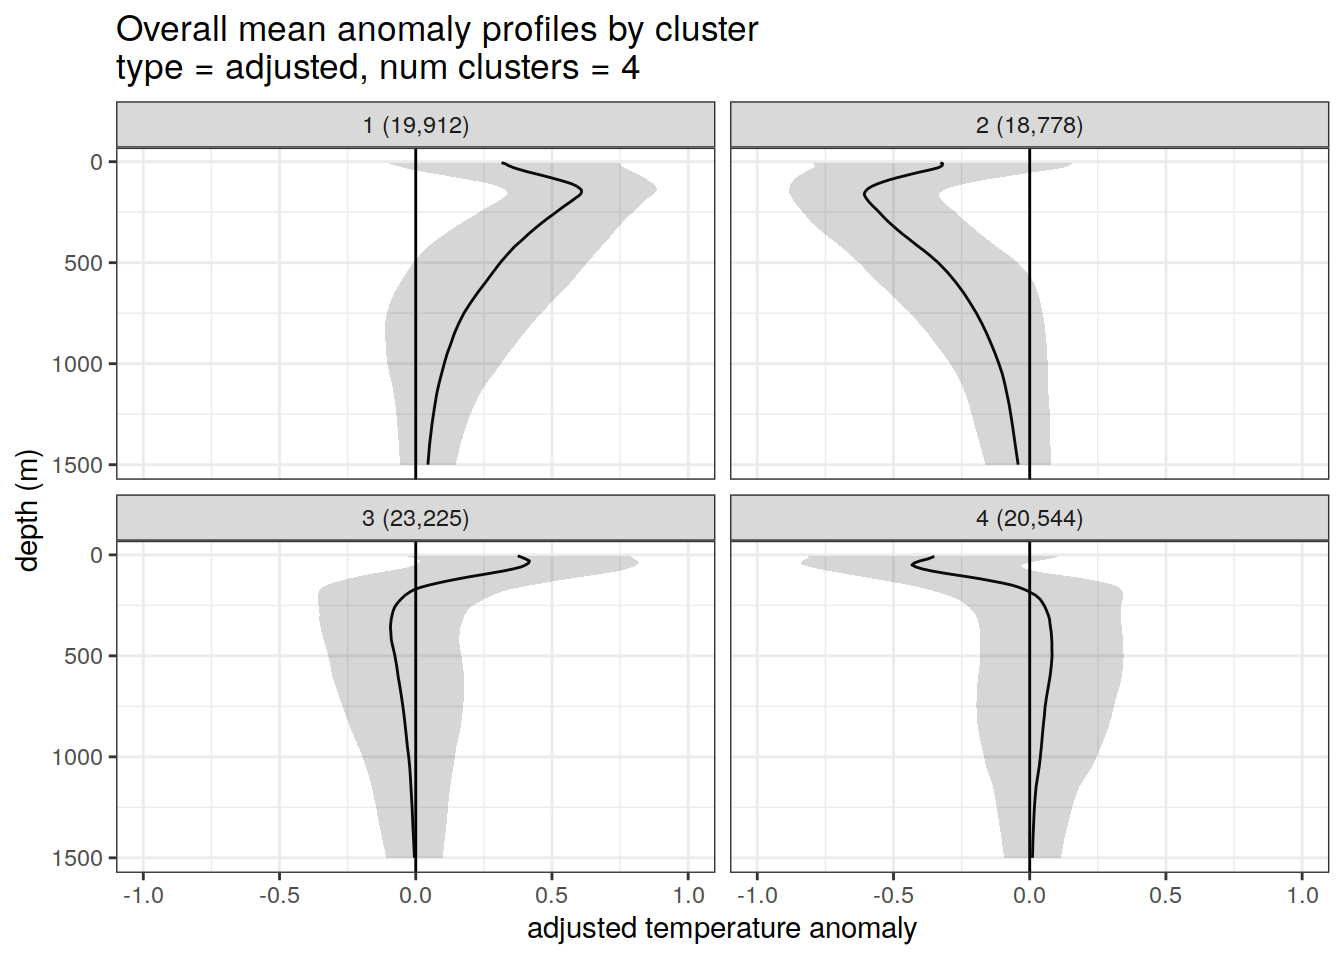 Overall mean anomaly profiles by cluster
type = adjusted, num clusters = 4
1 (19,912)
2 (18,778)
0
500
1000
1500
3 (23,225)
4 (20,544)
0
500
1000
1500
depth (m)
-1.0 -0.5 0.0 0.5 1.0
-1.0 -0.5 0.0 0.5 1.0
adjusted temperature anomaly